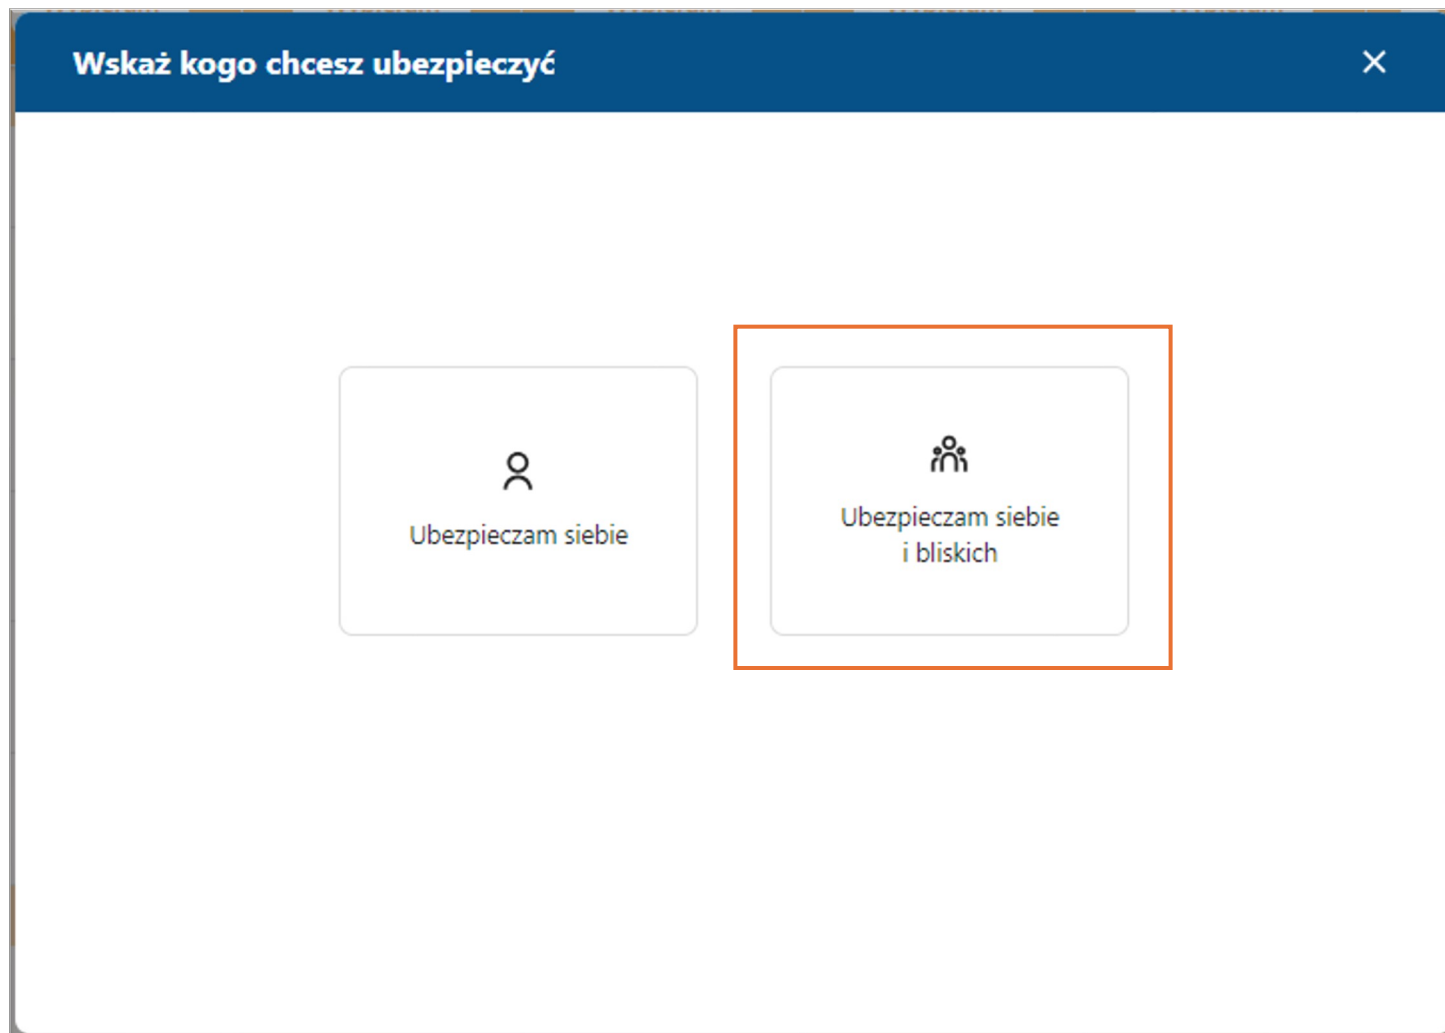 Wskaż kogo chcesz ubezpieczyć
Ubezpieczam siebie
Ubezpieczam siebie
i bliskich